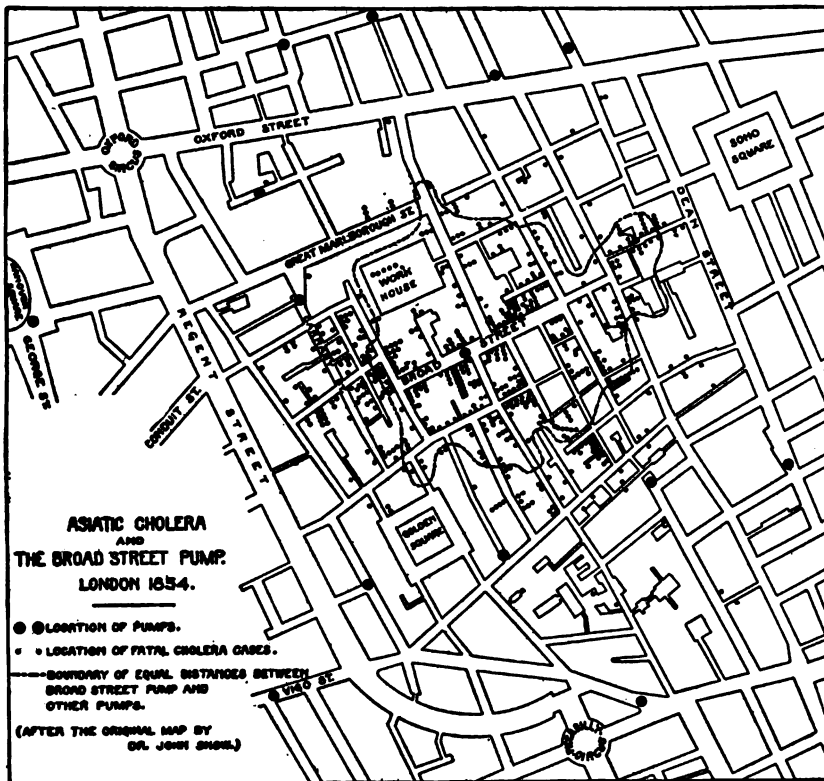 OXFORD STREET
OXFORD
CIRCUS
SOHO
SQUARE
DEAN STREET
GREAT MARLBOROUGH ST.
WORK
HOUSE
HANOVER
SQUARE
GEORGE ST.
REGENT STREET
CONDUIT ST.
BROAD STREET
GOLDEN
SQUARE
VIGO ST.
CIRCUS
ASIATIC CHOLERA
AND
THE BROAD STREET PUMP.
LONDON 1854.
LOCATION OF PUMPS.
LOCATION OF FATAL CHOLERA CASES.
BOUNDARY OF EQUAL DISTANCES BETWEEN
BROAD STREET PUMP AND
OTHER PUMPS.
(AFTER THE ORIGINAL MAP BY
DR. JOHN SNOW.)